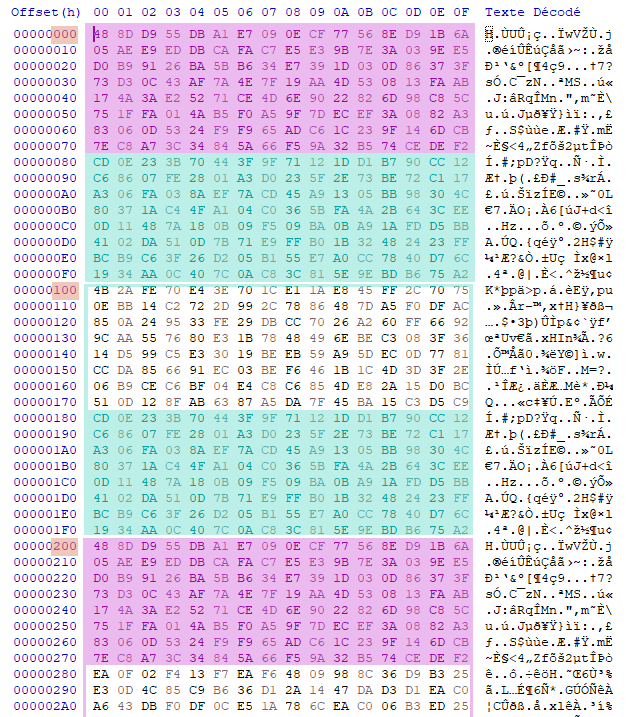 Offset(h) 00 01 02 03 04 05 06 07 08 09 0A 0B 0C 0D 0E 0F Texte Décodé
00000000 48 8D D9 55 DB A1 E7 09 0E CF 77 56 8E D9 1B 6A H.ÙUÛ¡ç..ÏwVŽÙ.j
00000010 05 AE E9 ED DB CA FA FA C7 E5 E3 9B 7E 3A 03 9E E5
00000020 D0 B9 91 26 BA 5B B6 34 E7 39 1D 03 0D 86 37 3F й‘&º[¶4ç9...†7?
00000030 73 D3 0C 43 AF 7A 4E 7F 19 AA 4D 53 08 13 FA AB sÓ.C¯zN..ªMS..ú«
00000040 17 4A 3A E2 52 71 CE 4D 6E 90 22 82 6D 98 C8 5C .J:âRqÎMn.",m˜È\
00000050 75 1F FA 01 4A B5 F0 A5 9F 7D EC EF 3A 08 82 A3 u.ú.Jµð¥Ÿ}ìï:.‚£
00000060 83 06 0D 53 24 F9 F9 65 AD C6 1C 23 9F 14 6D CB ƒ..S$ùùe.Æ.#Ÿ.mË
00000070 7E C8 A7 3C 34 84 5A 66 F5 9A 32 B5 74 CE DE F2 ~ȧ<4„Zfõš2µtÎÞò
00000080 CD 0E 23 3B 70 44 3F 9F 71 12 1D D1 B7 90 CC 12 Í.#;pD?Ÿq..Ñ·.Ì.
00000090 C6 86 07 FE 28 01 A3 D0 23 5F 2E 73 BE 72 C1 17 Ɔ.þ(.£Ð#_.s¾rÁ.
000000A0 A3 06 FA 03 8A EF 7A CD 45 A9 13 05 BB 98 30 4C £.ú.ŠïzÍE©..»˜0L
000000B0 80 37 1A C4 4F A1 04 C0 36 5B FA 4A 2B 64 3C EE €7.ÄO¡.À6[úJ+d<î
000000C0 0D 11 48 7A 18 0B 09 F5 09 BA 0B A9 1A FD D5 BB ..Hz...õ.º.©.ýÕ»
000000D0 41 02 DA 51 0D 7B 71 E9 FF B0 1B 32 48 24 23 FF A.ÚQ.{qéÿ°.2H$#ÿ
000000E0 BC B9 C6 3F 26 D2 05 B1 55 E7 A0 CC 78 40 D7 6C ¼¹Æ?&Ò.±Uç Ìx@×l
000000F0 19 34 AA 0C 40 7C 0A C8 3C 81 5E 9E BD B6 75 A2 .4ª.@|.È<.^ž½¶u¢
00000100 4B 2A FE 70 E4 3E 70 1C E1 1A E8 45 FF 2C 70 75 K*þpä>p.á.èEÿ,pu
00000110 0E BB 14 C2 72 2D 99 2C 78 86 48 7D A5 F0 DF AC .».Âr-™,x†H}¥ðß¬
00000120 85 0A 24 95 33 FE 29 DB CC 70 26 A2 60 FF 66 92 ….$•3þ)ÛÌp&¢`ÿf’
00000130 9C AA 55 76 80 E3 1B 78 48 49 6E BE C3 08 3F 36 œªUv€ã.xHIn¾Ã.?6
00000140 14 D5 99 C5 E3 30 19 BE EB 59 A9 5D EC 0D 77 81 .Õ™Åã0.¾ëY©]ì.w.
00000150 CC DA 85 66 91 EC 03 BE F6 46 1B 1C 4D 3D 3F 2E ÌÚ…f‘ì.¾öF..M=?.
00000160 06 B9 CE C6 BF 04 E4 C8 C6 4D E8 2A 15 D0 BC
00000170 51 0D 12 8F AB 63 87 A5 DA 7F 45 BA 15 C3 D5 C9 Q...«c‡¥Ú.Eº.ÃÕÉ
00000180 CD 0E 23 3B 70 44 3F 9F 71 12 1D D1 B7 90 CC 12 Í.#;pD?Ÿq..Ñ·.Ì.
00000190 C6 86 07 FE 28 01 A3 D0 23 5F 2E 73 BE 72 C1 17 Ɔ.þ(.£Ð#_.s¾rÁ.
000001A0 A3 06 FA 03 8A EF 7A CD 45 A9 13 05 BB 98 30 4C £.ú.ŠïzÍE©..»˜0L
000001B0 80 37 1A C4 4F A1 04 C0 36 5B FA 4A 2B 64 3C EE €7.ÄO¡.À6[úJ+d<î
000001C0 0D 11 48 7A 18 0B 09 F5 09 BA 0B A9 1A FD D5 BB ..Hz...õ.º.©.ýÕ»
000001D0 41 02 DA 51 0D 7B 71 E9 FF B0 1B 32 48 24 23 FF A.ÚQ.{qéÿ°.2H$#ÿ
000001E0 BC B9 C6 3F 26 D2 05 B1 55 E7 A0 CC 78 40 D7 6C ¼¹Æ?&Ò.±Uç Ìx@×l
000001F0 19 34 AA 0C 40 7C 0A C8 3C 81 5E 9E BD B6 75 A2 .4ª.@|.È<.^ž½¶u¢
00000200 48 8D D9 55 DB A1 E7 09 0E CF 77 56 8E D9 1B 6A H.ÙUÛ¡ç..ÏwVŽÙ.j
00000210 05 AE E9 ED DB CA FA C7 E5 E3 9B 7E 3A 03 9E E5
00000220 D0 B9 91 26 BA 5B B6 34 E7 39 1D 03 0D 86 37 3F й‘&º[¶4ç9...†7?
00000230 73 D3 0C 43 AF 7A 4E 7F 19 AA 4D 53 08 13 FA AB sÓ.C¯zN..ªMS..ú«
00000240 17 4A 3A E2 52 71 CE 4D 6E 90 22 82 6D 98 C8 5C .J:âRqÎMn.",m˜È\
00000250 75 1F FA 01 4A B5 F0 A5 9F 7D EC EF 3A 08 82 A3 u.ú.Jµð¥Ÿ}ìï:.‚£
00000260 83 06 0D 53 24 F9 F9 65 AD C6 1C 23 9F 14 6D CB ƒ..S$ùùe.Æ.#Ÿ.mË
00000270 7E C8 A7 3C 34 84 5A 66 F5 9A 32 B5 74 CE DE F2 ~ȧ<4„Zfõš2µtÎÞò
00000280 EA 0F 02 F4 13 F7 EA F6 48 09 98 8C 36 D9 B3 25 ê..ô.÷êöH.˜Œ6Ù³%
00000290 E3 0D 4C 85 C9 B6 36 D1 2A 14 47 DA D3 D1 EA C0 ã.L…ɶ6Ñ*.GÚÓÑêÀ
000002A0 A6 43 DB F0 DF 0C E5 1A 78 6C EA C0 06 B3 ED 25 ¦CÛðß.å.xlêÀ.³í%